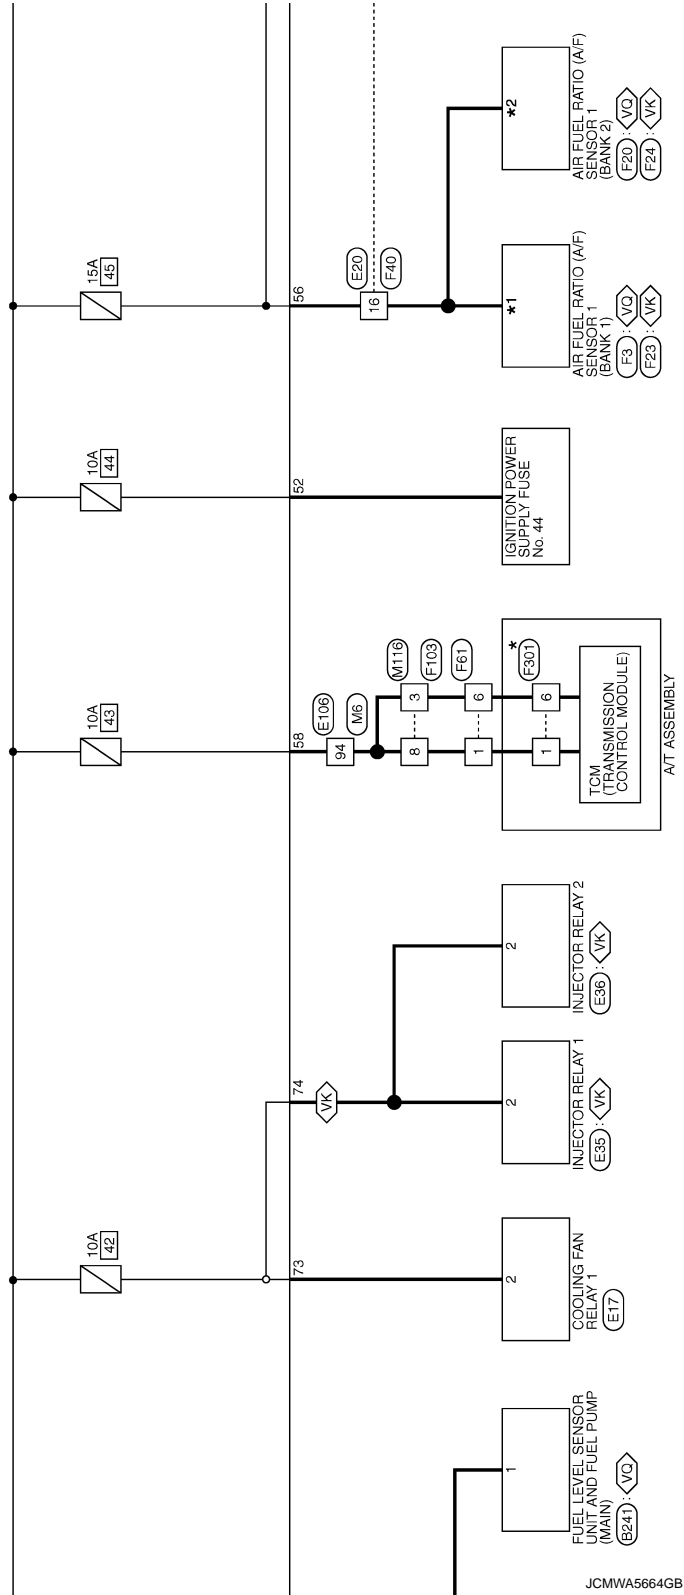 15A
45
56
E20
F40
16
*2
AIR FUEL RATIO (A/F)
SENSOR 1
(BANK 2)
F20 : VQ
F24 : VK
*1
AIR FUEL RATIO (A/F)
SENSOR 1
(BANK 1)
F3 : VQ
F23 : VK
10A
44
52
IGNITION POWER
SUPPLY FUSE
No. 44
10A
43
58
E106
M6
94
M116
F103
F61
*
F301
3
6
6
8
1
1
TCM
(TRANSMISSION
CONTROL MODULE)
A/T ASSEMBLY
74
VK
2
INJECTOR RELAY 2
E36 : VK
2
INJECTOR RELAY 1
E35 : VK
10A
42
73
2
COOLING FAN
RELAY 1
E17
1
FUEL LEVEL SENSOR
UNIT AND FUEL PUMP
(MAIN)
B241 : VQ
JCMWA5664GB